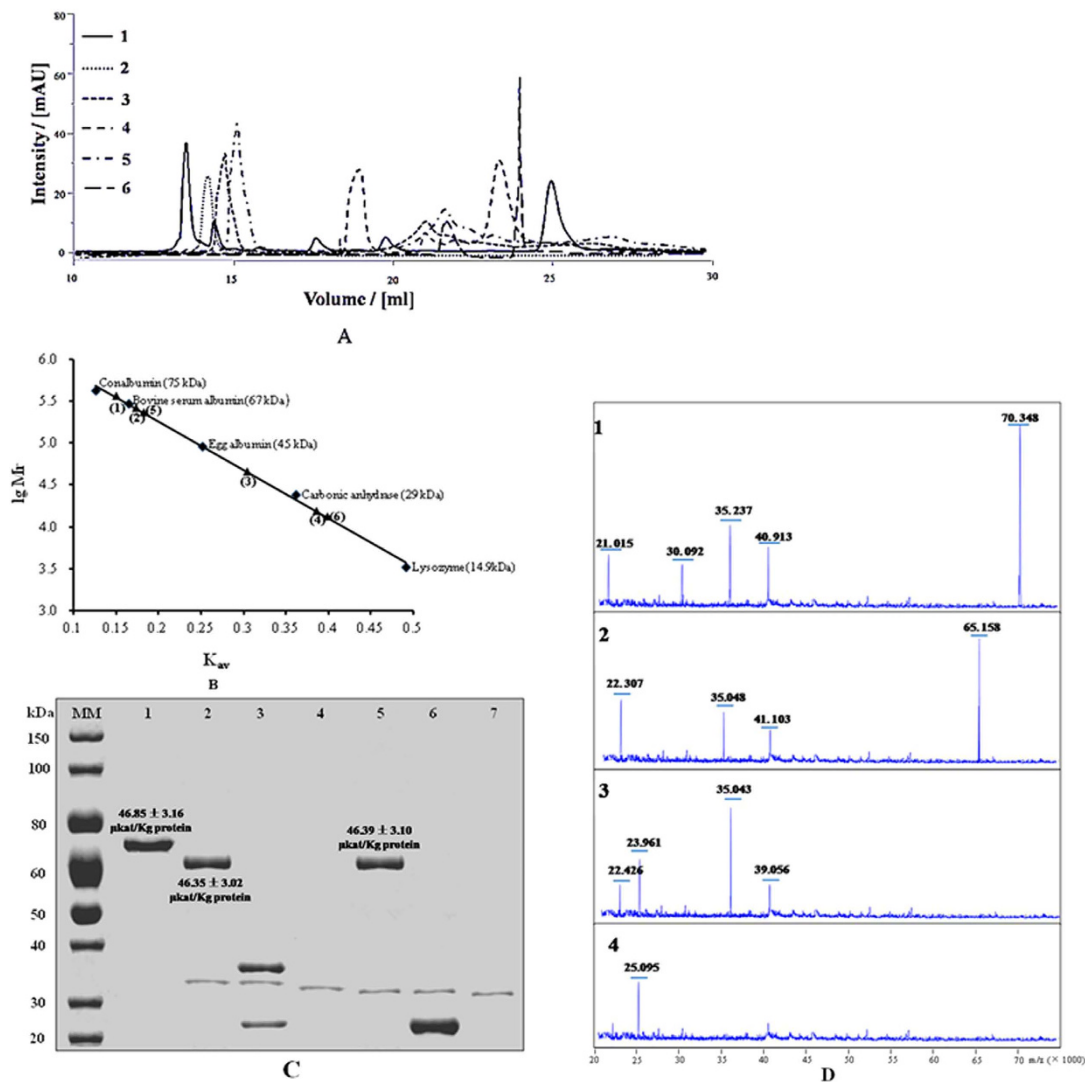 80
60
40
20
0
Intensity / [mAU]
1
2
3
4
5
6
10 15 20 25 30
Volume / [ml]
A
6.0
5.5
5.0
4.5
4.0
3.5
3.0
lg Mr
Conalbumin (75 kDa)
(1)
Bovine serum albumin (67 kDa}
(2) (5)
Egg albumin (45 kDa)
(3)
Carbonic anhydrase (29 kDa)
(4) (6)
Lysozyme (14.9kDa)
0.1 0.15 0.2 0.25 0.3 0.35 0.4 0.45 0.5
Kav
B
kDa MM 1 2 3 4 5 6 7
150
100
80
60
50
40
30
20
46.85 ± 3.16
μkat/Kg protein
46.35 ± 3.02
μkat/Kg protein
46.39 ± 3.10
μkat/Kg protein
C
1
21.015
30.092
35.237
40.913
70.348
2
22.307
35.048
41.103
65.158
3
22.426
23.961
35.043
39.056
4
25.095
20 25 30 35 40 45 50 55 60 65 70 m/z (× 1000)
D